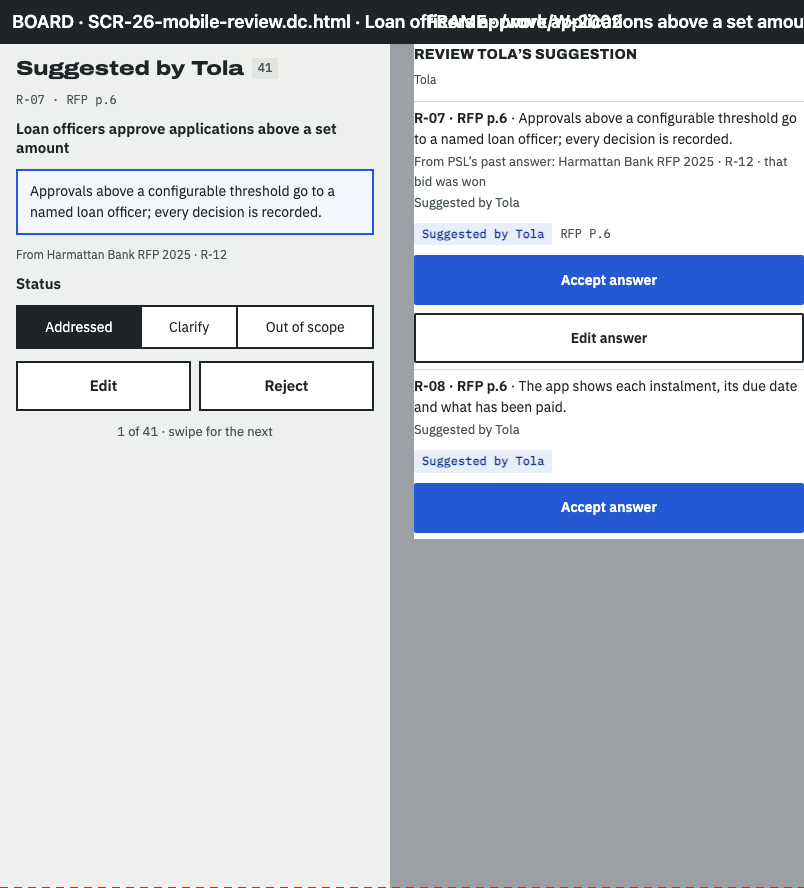 BOARD · SCR-26-mobile-review.dc.html · Loan officers approve applications above a set amou
Suggested by Tola 41
R-07 · RFP p.6
Loan officers approve applications above a set
amount
Approvals above a configurable threshold go to a
named loan officer; every decision is recorded.
From Harmattan Bank RFP 2025 · R-12
Status
Addressed Clarify Out of scope
Edit Reject
1 of 41 · swipe for the next
REVIEW TOLA’S SUGGESTION
Tola
R-07 · RFP p.6 · Approvals above a configurable threshold go
to a named loan officer; every decision is recorded.
From PSL’s past answer: Harmattan Bank RFP 2025 · R-12 · that
bid was won
Suggested by Tola
Suggested by Tola RFP P.6
Accept answer
Edit answer
R-08 · RFP p.6 · The app shows each instalment, its due date
and what has been paid.
Suggested by Tola
Suggested by Tola
Accept answer